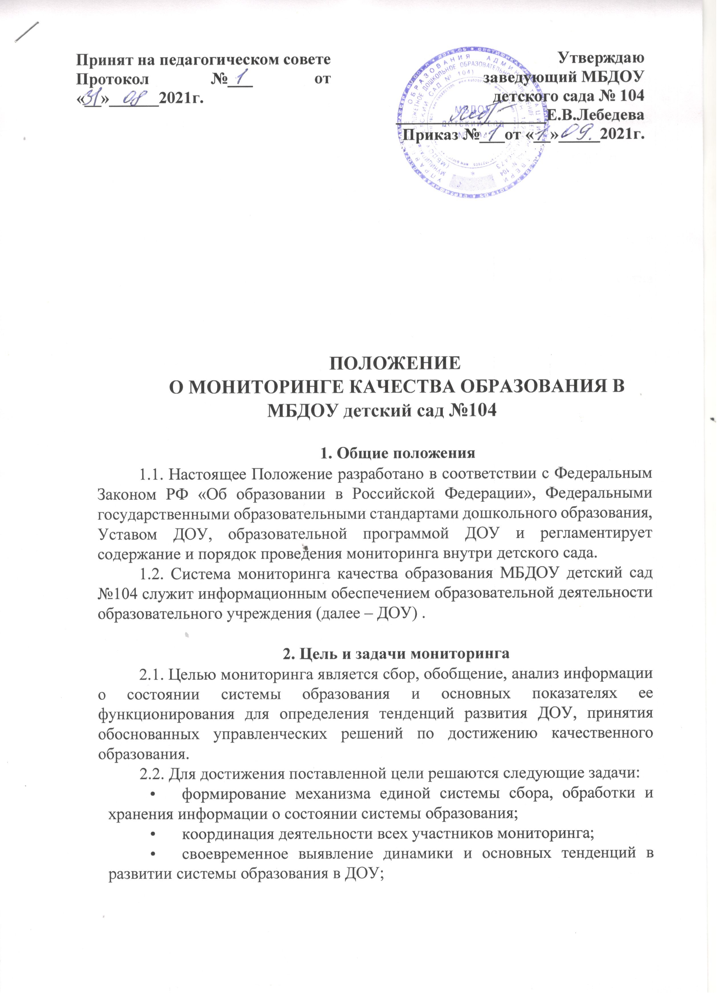 Принят на педагогическом совете
Протокол №1 от
«31» 08 2021г.
Утверждаю
заведующий МБДОУ
детского сада № 104
Е.В.Лебедева
Приказ № 1 от «1» 09. 2021г.
МБДОУ
ДЕТСКИЙ САД
ПОЛОЖЕНИЕ
О МОНИТОРИНГЕ КАЧЕСТВА ОБРАЗОВАНИЯ В
МБДОУ детский сад №104
1. Общие положения
1.1. Настоящее Положение разработано в соответствии с Федеральным
Законом РФ «Об образовании в Российской Федерации», Федеральными
государственными образовательными стандартами дошкольного образования,
Уставом ДОУ, образовательной программой ДОУ и регламентирует
содержание и порядок проведения мониторинга внутри детского сада.
1.2. Система мониторинга качества образования МБДОУ детский сад
№104 служит информационным обеспечением образовательной деятельности
образовательного учреждения (далее – ДОУ) .
2. Цель и задачи мониторинга
2.1. Целью мониторинга является сбор, обобщение, анализ информации
о состоянии системы образования и основных показателях ее
функционирования для определения тенденций развития ДОУ, принятия
обоснованных управленческих решений по достижению качественного
образования.
2.2. Для достижения поставленной цели решаются следующие задачи:
• формирование механизма единой системы сбора, обработки и
хранения информации о состоянии системы образования;
• координация деятельности всех участников мониторинга;
• своевременное выявление динамики и основных тенденций в
развитии системы образования в ДОУ;